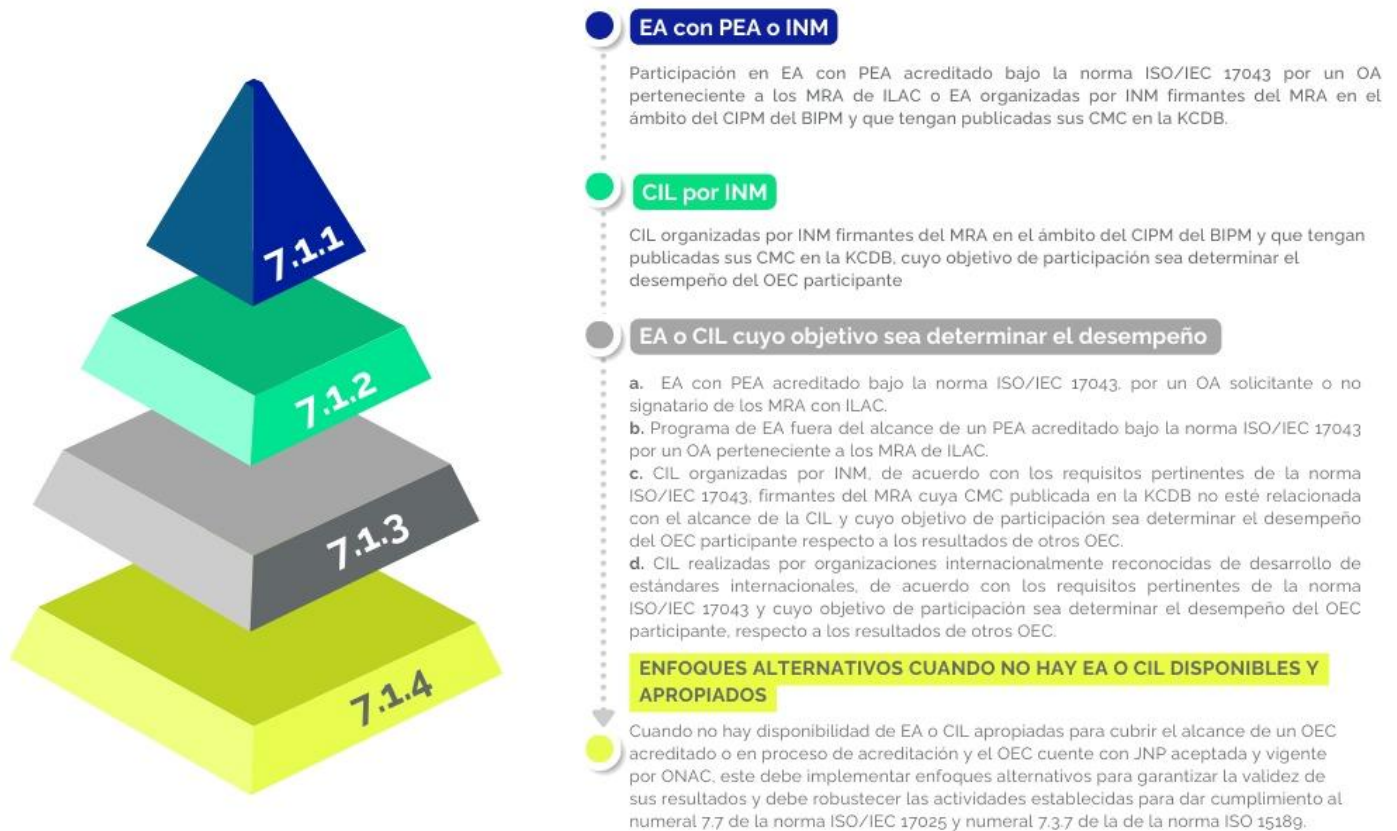 EA con PEA o INM
Participación en EA con PEA acreditado bajo la norma ISO/IEC 17043 por un OA
perteneciente a los MRA de ILAC o EA organizadas por INM firmantes del MRA en el
ámbito del CIPM del BIPM y que tengan publicadas sus CMC en la KCDB.
7.1.1
CIL por INM
CIL organizadas por INM firmantes del MRA en el ámbito del CIPM del BIPM y que tengan
publicadas sus CMC en la KCDB, cuyo objetivo de participación sea determinar el
desempeño del OEC participante
7.1.2
EA o CIL cuyo objetivo sea determinar el desempeño
a. EA con PEA acreditado bajo la norma ISO/IEC 17043, por un OA solicitante o no
signatario de los MRA con ILAC.
b. Programa de EA fuera del alcance de un PEA acreditado bajo la norma ISO/IEC 17043
por un OA perteneciente a los MRA de ILAC.
c. CIL organizadas por INM, de acuerdo con los requisitos pertinentes de la norma
ISO/IEC 17043, firmantes del MRA cuya CMC publicada en la KCDB no esté relacionada
con el alcance de la CIL y cuyo objetivo de participación sea determinar el desempeño
del OEC participante respecto a los resultados de otros OEC.
d. CIL realizadas por organizaciones internacionalmente reconocidas de desarrollo de
estándares internacionales, de acuerdo con los requisitos pertinentes de la norma
ISO/IEC 17043 y cuyo objetivo de participación sea determinar el desempeño del OEC
participante, respecto a los resultados de otros OEC.
7.1.3
ENFOQUES ALTERNATIVOS CUANDO NO HAY EA O CIL DISPONIBLES Y
APROPIADOS
Cuando no hay disponibilidad de EA o CIL apropiadas para cubrir el alcance de un OEC
acreditado o en proceso de acreditación y el OEC cuente con JNP aceptada y vigente
por ONAC, este debe implementar enfoques alternativos para garantizar la validez de
sus resultados y debe robustecer las actividades establecidas para dar cumplimiento al
numeral 7.7 de la norma ISO/IEC 17025 y numeral 7.3.7 de la de la norma ISO 15189.
7.1.4